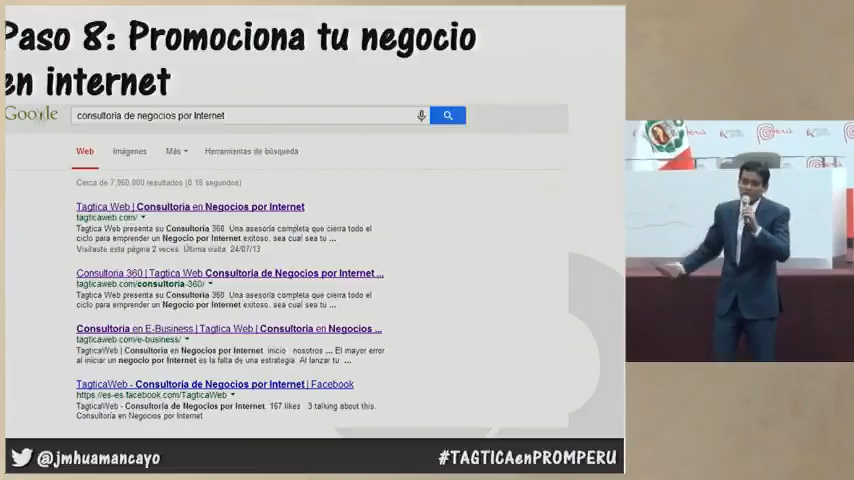 Paso 8: Promociona tu negocio
en internet
Google
consultoria de negocios por Internet
Web Imágenes Más Herramientas de búsqueda
Cerca de 7,960,000 resultados (0.18 segundos)
Tagtica Web | Consultoría en Negocios por Internet
tagticaweb.com/
Tagtica Web presenta su Consultoría 360. Una asesoría completa que cierra todo el
ciclo para emprender un Negocio por Internet exitoso, sea cual sea tu ...
Visitaste esta página 2 veces. Última visita: 24/07/13
Consultoría 360 | Tagtica Web Consultoría de Negocios por Internet ...
tagticaweb.com/consultoria-360/
Tagtica Web presenta su Consultoría 360. Una asesoría completa que cierra todo el
ciclo para emprender un Negocio por Internet exitoso, sea cual sea tu ...
Consultoría en E-Business | Tagtica Web | Consultoría en Negocios ...
tagticaweb.com/e-business/
TagticaWeb | Consultoría en Negocios por Internet. inicio · nosotros ... El mayor error
al iniciar un negocio por Internet es la falta de una estrategia. Al lanzar tu ...
TagticaWeb - Consultoría de Negocios por Internet | Facebook
https://es-es.facebook.com/TagticaWeb
TagticaWeb - Consultoría de Negocios por Internet. 167 likes · 3 talking about this.
Consultoría en Negocios por Internet.
@jmhuamancayo
#TAGTICAenPROMPERU